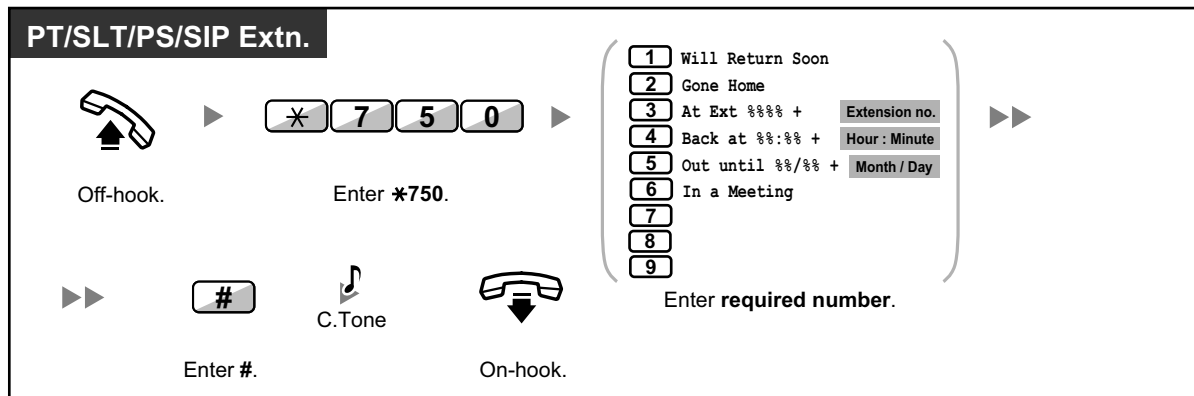 PT/SLT/PS/SIP Extn.
Off-hook.
* 7 5 0
Enter *750.
1 Will Return Soon
2 Gone Home
3 At Ext %%%% + Extension no.
4 Back at %%:%% + Hour : Minute
5 Out until %%/%% + Month / Day
6 In a Meeting
7
8
9
Enter required number.
#
Enter #.
C.Tone
On-hook.